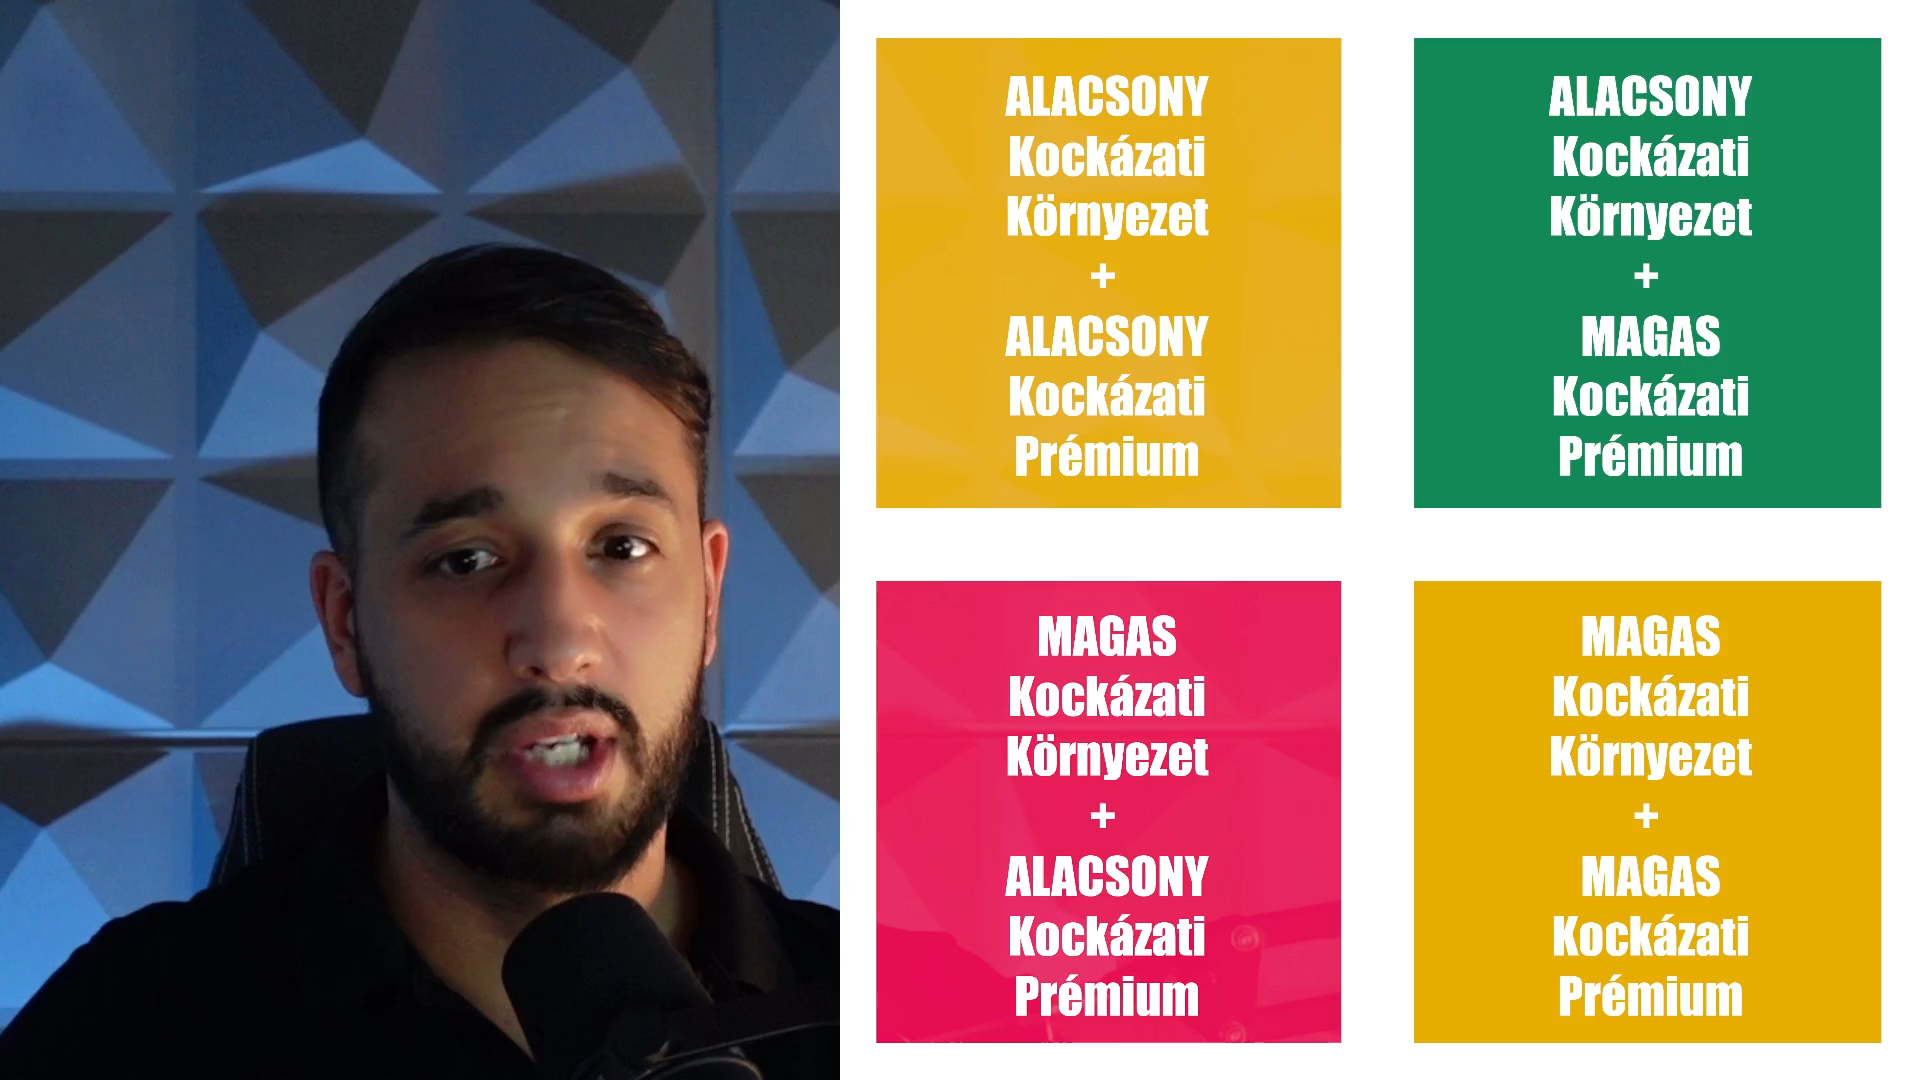 ALACSONY
Kockázati
Környezet
+
ALACSONY
Kockázati
Prémium
ALACSONY
Kockázati
Környezet
+
MAGAS
Kockázati
Prémium
MAGAS
Kockázati
Környezet
+
ALACSONY
Kockázati
Prémium
MAGAS
Kockázati
Környezet
+
MAGAS
Kockázati
Prémium